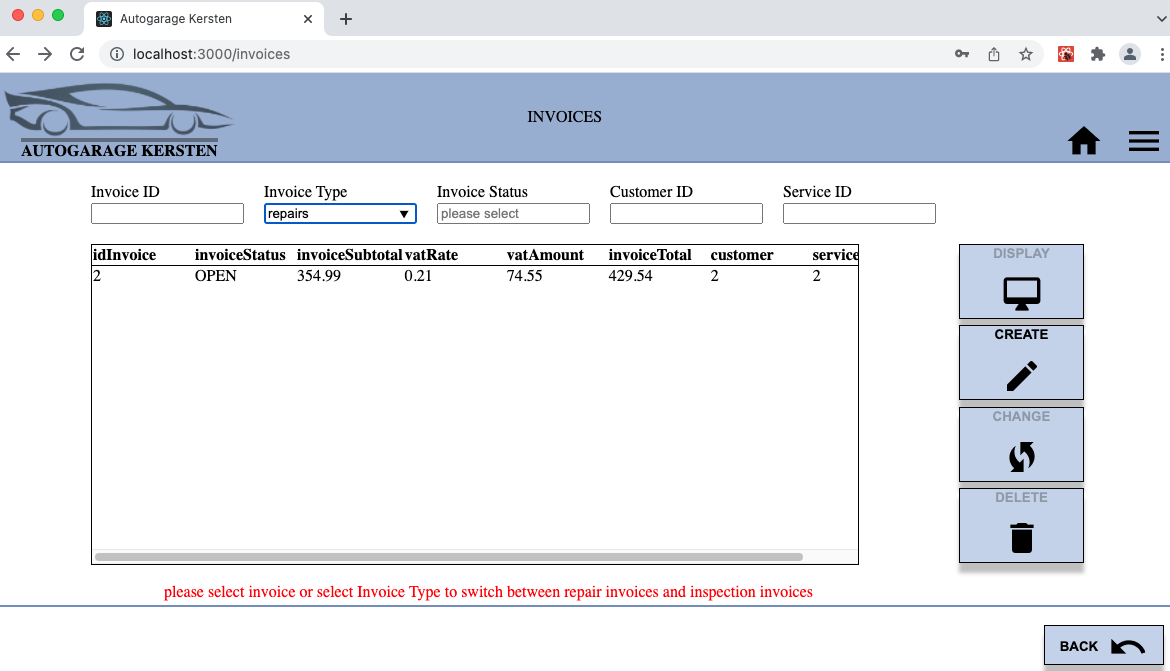 Autogarage Kersten
localhost:3000/invoices
AUTOGARAGE KERSTEN
INVOICES
Invoice ID Invoice Type Invoice Status Customer ID Service ID
repairs please select
idInvoice invoiceStatus invoiceSubtotal vatRate vatAmount invoiceTotal customer service
2 OPEN 354.99 0.21 74.55 429.54 2 2
DISPLAY
CREATE
CHANGE
DELETE
please select invoice or select Invoice Type to switch between repair invoices and inspection invoices
BACK